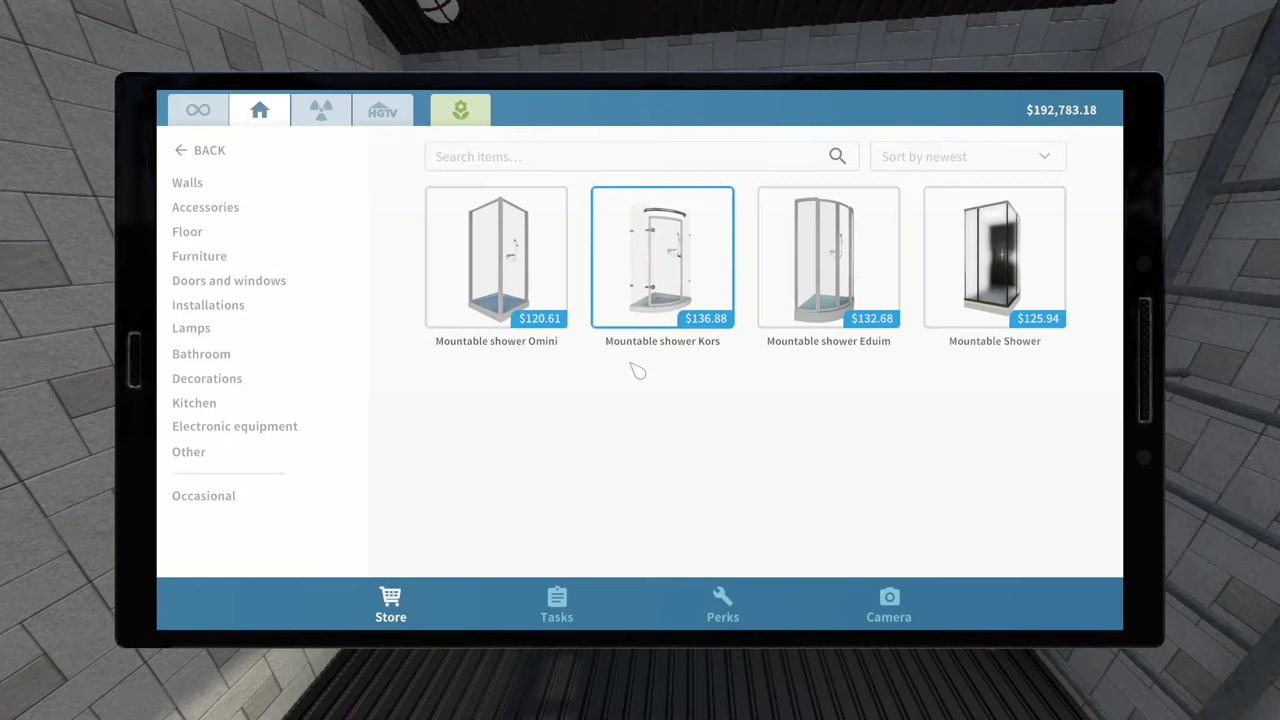 HGTV
$192,783.18
BACK
Search items...
Sort by newest
Walls
Accessories
Floor
Furniture
Doors and windows
Installations
Lamps
Bathroom
Decorations
Kitchen
Electronic equipment
Other
Occasional
$120.61
$136.88
$132.68
$125.94
Mountable shower Omini
Mountable shower Kors
Mountable shower Eduim
Mountable Shower
Store
Tasks
Perks
Camera